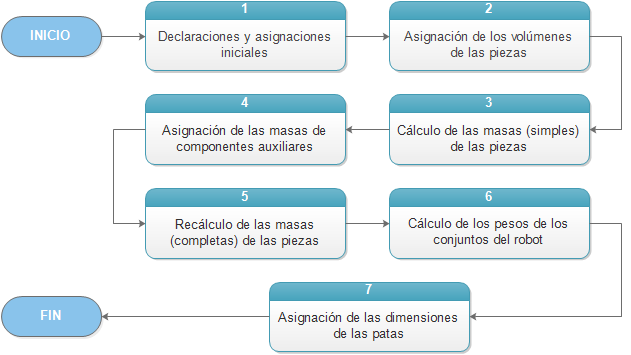 INICIO
1
Declaraciones y asignaciones
iniciales
2
Asignación de los volúmenes
de las piezas
3
Cálculo de las masas (simples)
de las piezas
4
Asignación de las masas de
componentes auxiliares
5
Recálculo de las masas
(completas) de las piezas
6
Cálculo de los pesos de los
conjuntos del robot
7
Asignación de las dimensiones
de las patas
FIN